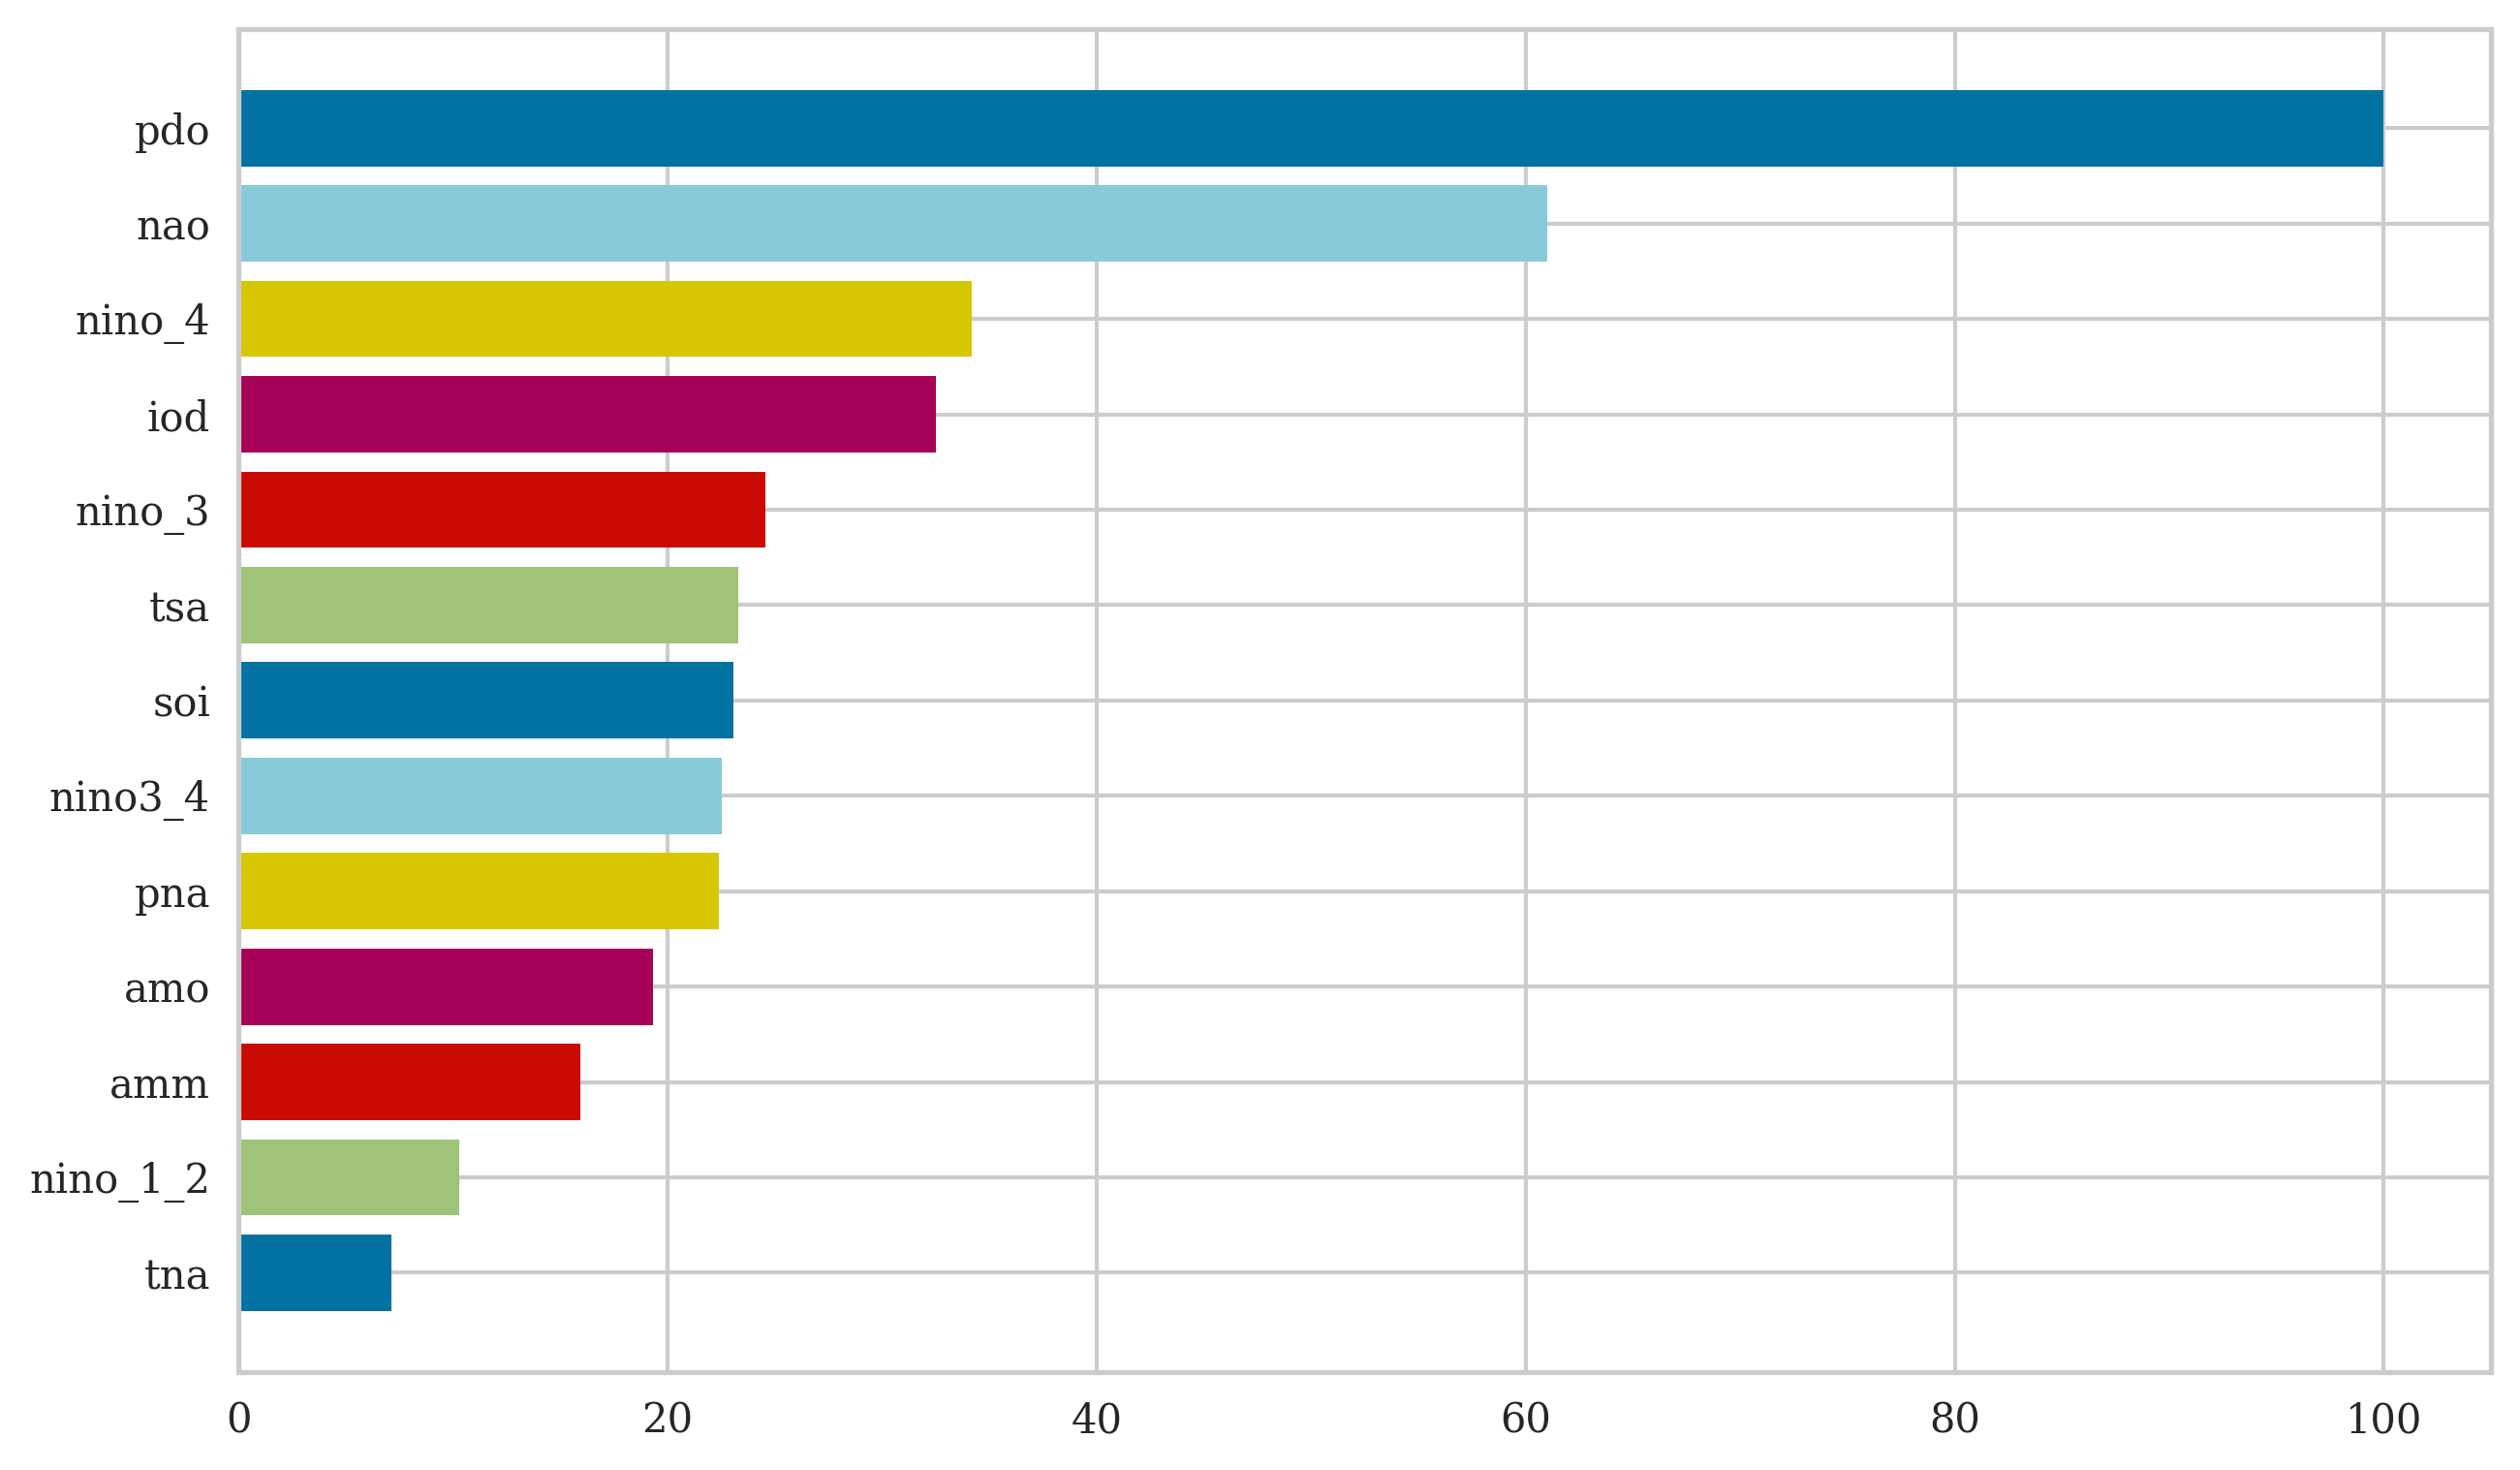 pdo
nao
nino_4
iod
nino_3
tsa
soi
nino3_4
pna
amo
amm
nino_1_2
tna
0 20 40 60 80 100